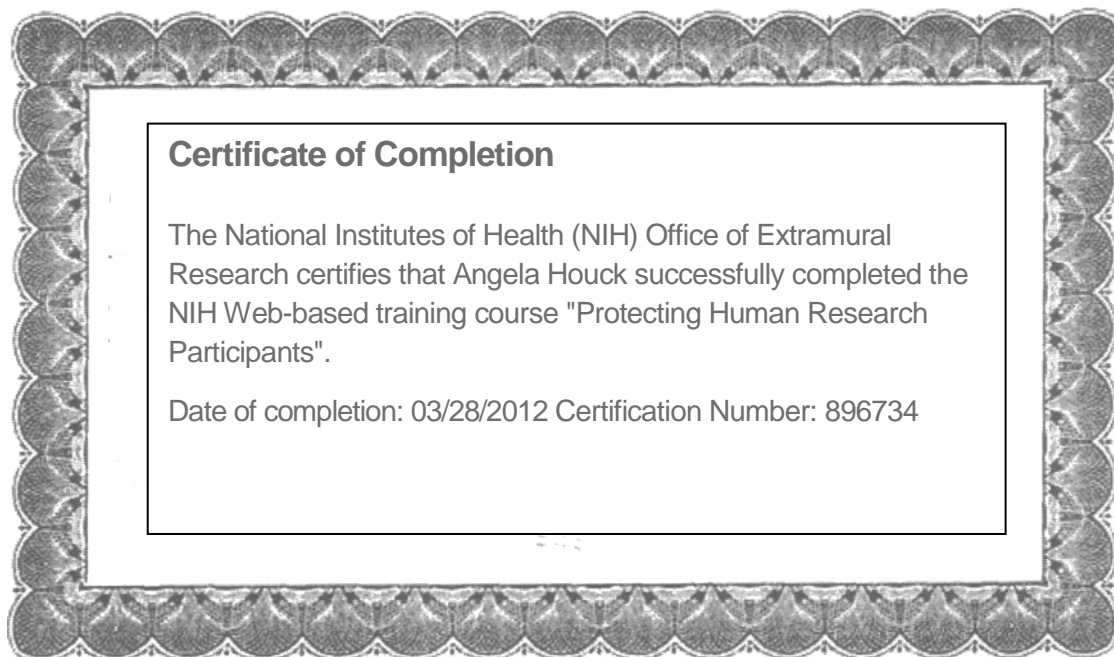 Certificate of Completion
The National Institutes of Health (NIH) Office of Extramural
Research certifies that Angela Houck successfully completed the
NIH Web-based training course "Protecting Human Research
Participants".
Date of completion: 03/28/2012 Certification Number: 896734